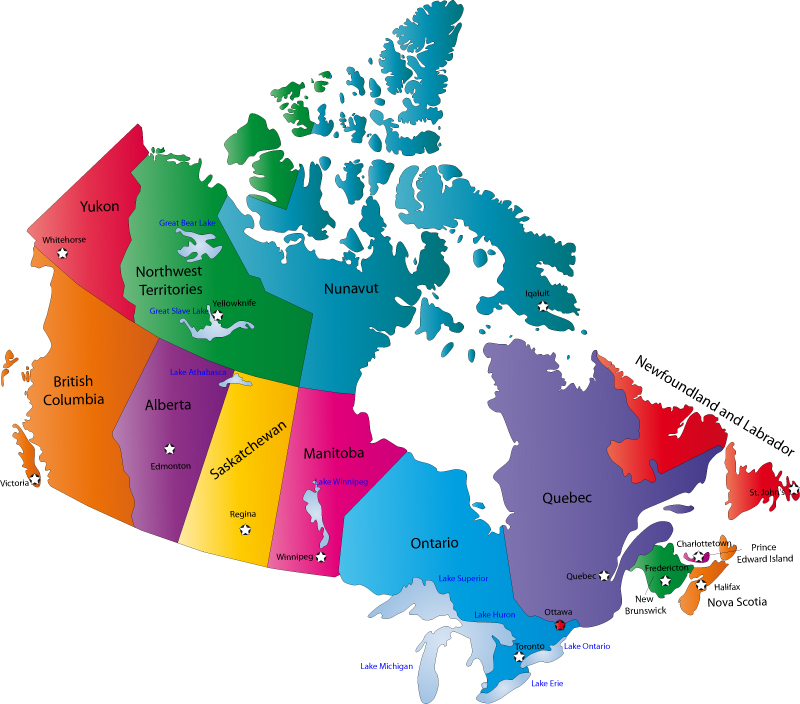 Yukon
Whitehorse
Great Bear Lake
Northwest
Territories
Great Slave Lake
Yellowknife
Nunavut
Iqaluit
British
Columbia
Victoria
Lake Athabasca
Alberta
Edmonton
Saskatchewan
Regina
Manitoba
Lake Winnipeg
Winnipeg
Ontario
Lake Superior
Lake Huron
Ottawa
Toronto
Lake Ontario
Lake Michigan
Lake Erie
Quebec
Quebec
Newfoundland and Labrador
St. John's
Charlottetown
Prince
Edward Island
Fredericton
Halifax
New
Brunswick
Nova Scotia